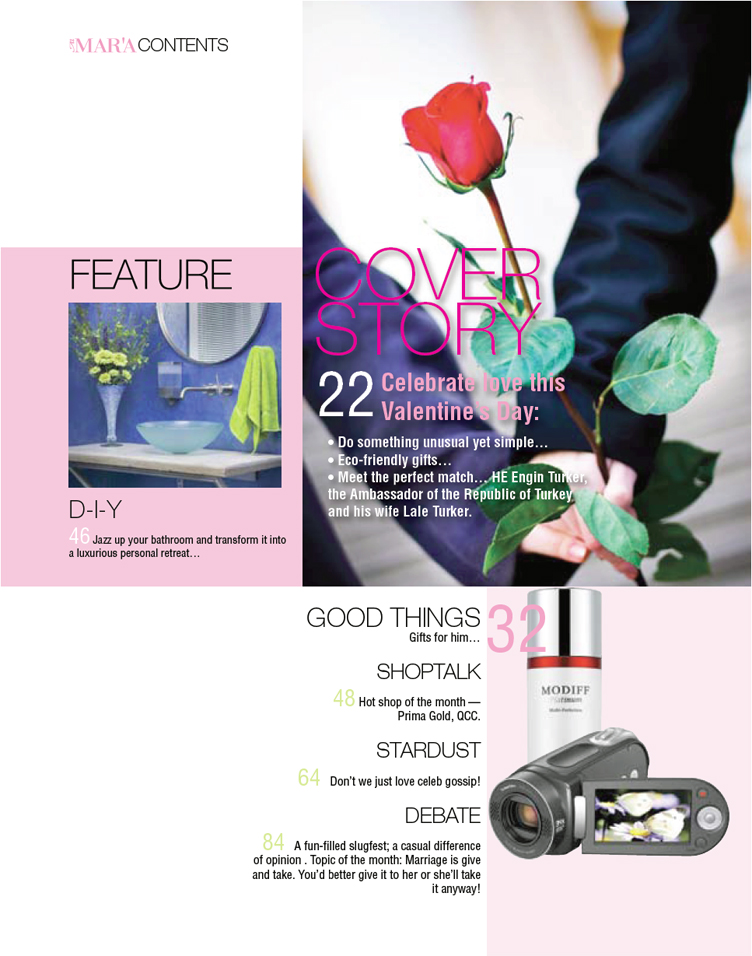 MAR'A CONTENTS
FEATURE
D-I-Y
46 Jazz up your bathroom and transform it into
a luxurious personal retreat…
COVER
STORY
22 Celebrate love this
Valentine's Day:
• Do something unusual yet simple…
• Eco-friendly gifts…
• Meet the perfect match… HE Engin Turker,
the Ambassador of the Republic of Turkey
and his wife Lale Turker.
GOOD THINGS 32
Gifts for him…
SHOPTALK
48 Hot shop of the month —
Prima Gold, QCC.
STARDUST
64 Don't we just love celeb gossip!
DEBATE
84 A fun-filled slugfest; a casual difference
of opinion . Topic of the month: Marriage is give
and take. You'd better give it to her or she'll take
it anyway!
MODIFF
Platinum